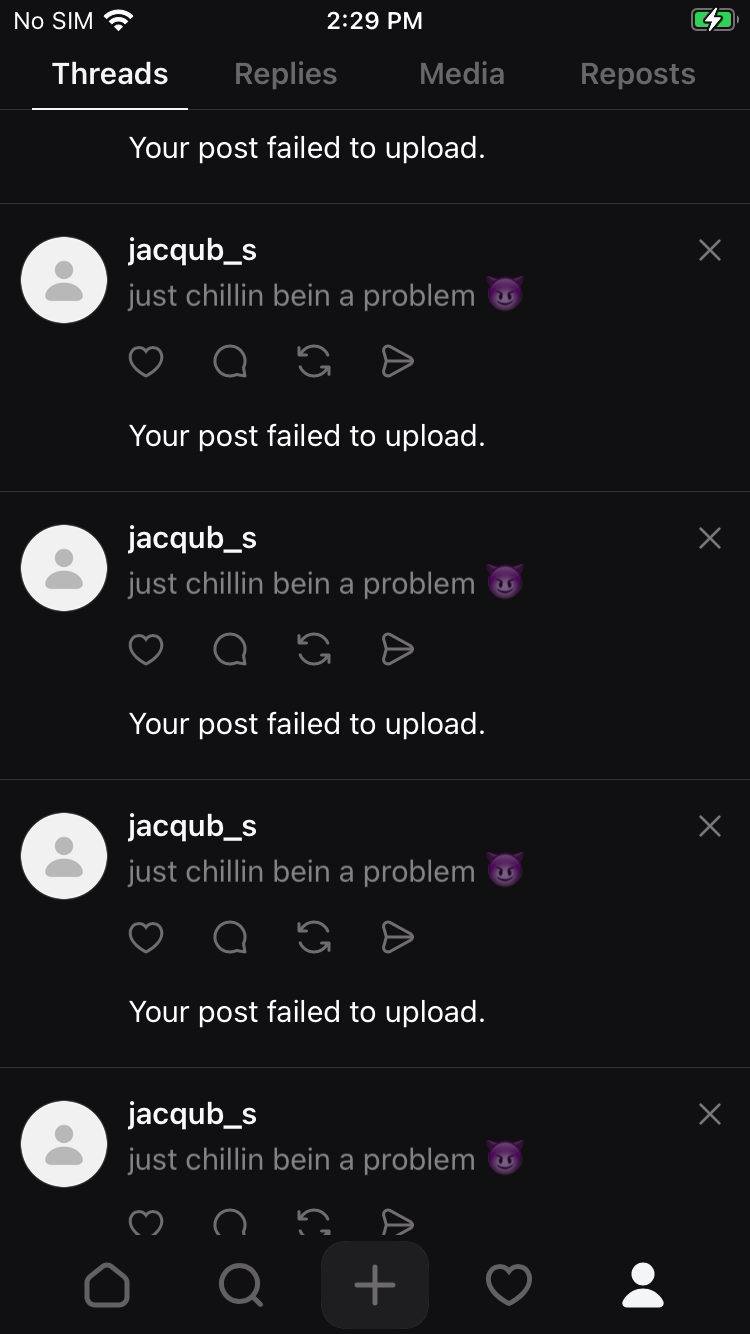 No SIM 2:29 PM
Threads Replies Media Reposts
Your post failed to upload.
jacqub_s
just chillin bein a problem 😈
Your post failed to upload.
jacqub_s
just chillin bein a problem 😈
Your post failed to upload.
jacqub_s
just chillin bein a problem 😈
Your post failed to upload.
jacqub_s
just chillin bein a problem 😈